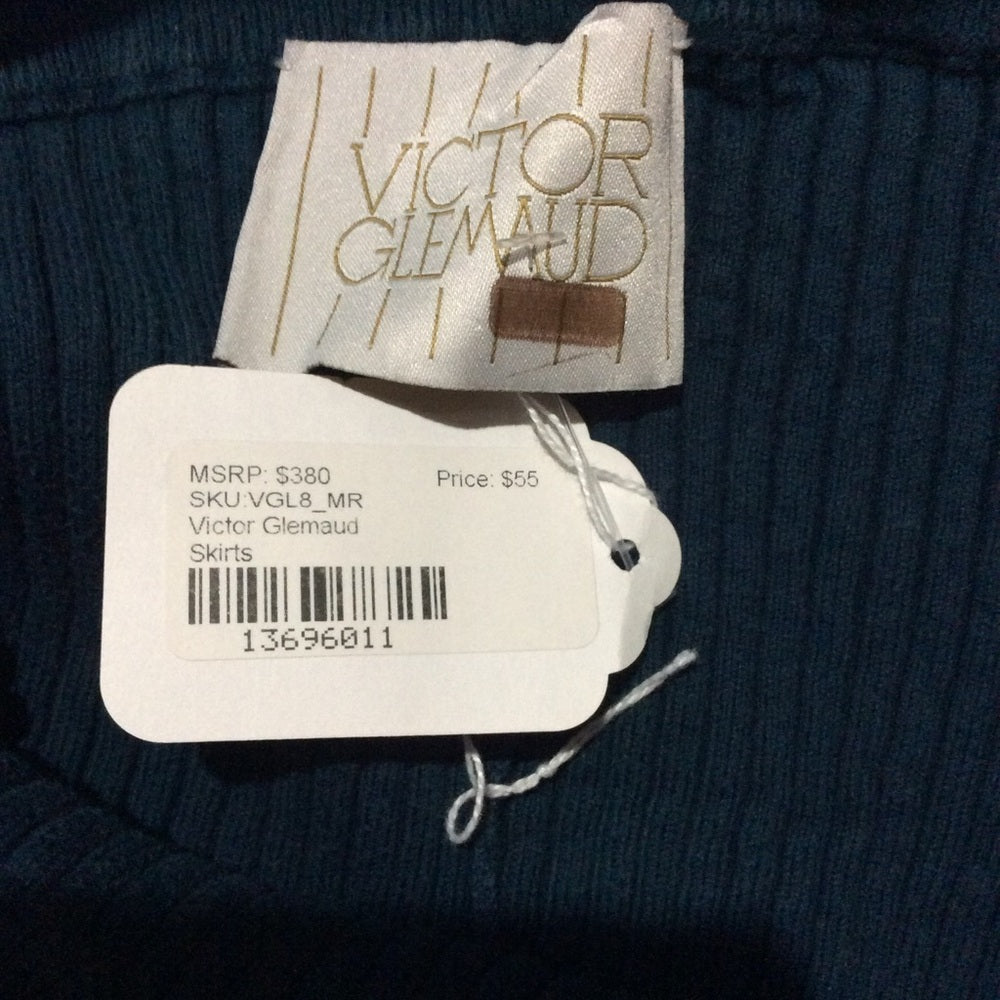 VICTOR
GLEMAUD
MSRP: $380 Price: $55
SKU:VGL8_MR
Victor Glemaud
Skirts
13696011